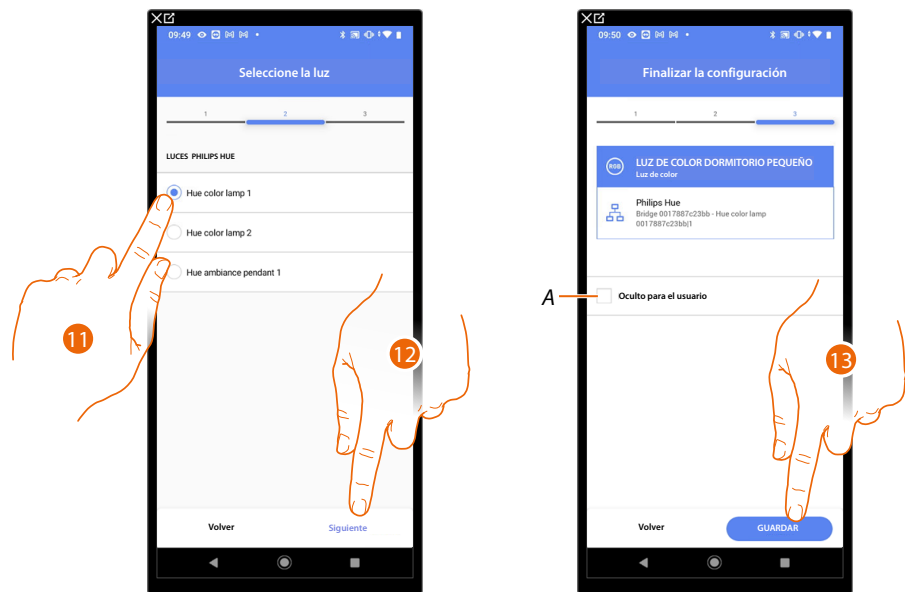 09:49
Seleccione la luz
1 2 3
LUCES PHILIPS HUE
Hue color lamp 1
Hue color lamp 2
Hue ambiance pendant 1
11
12
Volver Siguiente
09:50
Finalizar la configuración
1 2 3
RGB
LUZ DE COLOR DORMITORIO PEQUEÑO
Luz de color
Philips Hue
Bridge 0017887c23bb - Hue color lamp
0017887c23bb|1
A
Oculto para el usuario
13
Volver GUARDAR